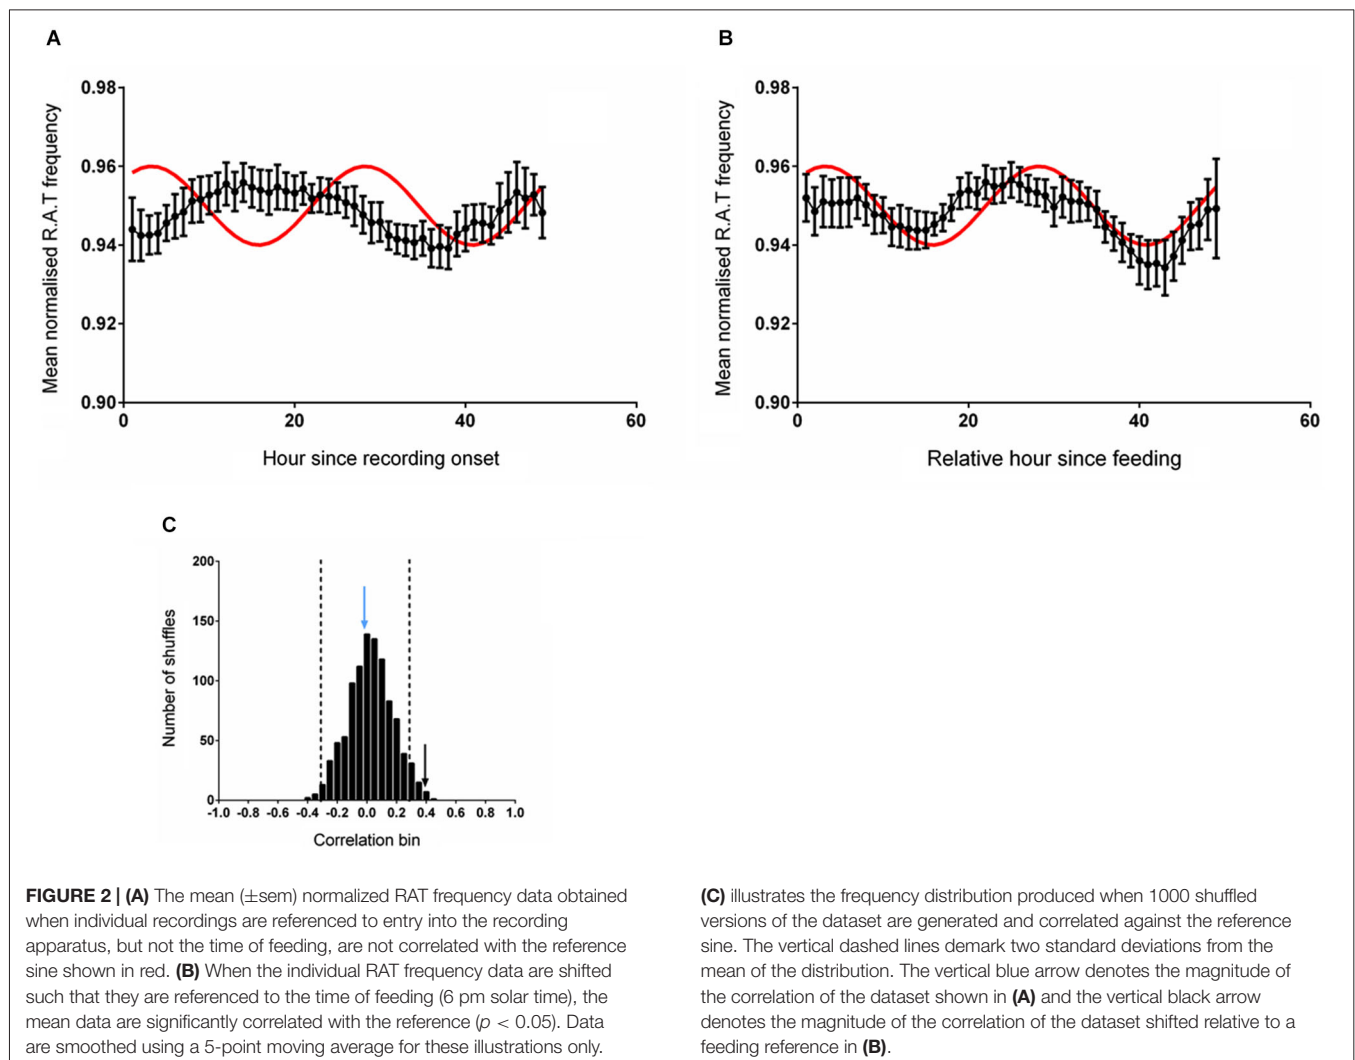 A
0.98
0.96
0.94
0.92
0.90
Mean normalised R.A.T frequency
0
20
40
60
Hour since recording onset
B
0.98
0.96
0.94
0.92
0.90
Mean normalised R.A.T frequency
0
20
40
60
Relative hour since feeding
C
200
150
100
50
0
Number of shuffles
-1.0 -0.8 -0.6 -0.4 -0.2 0.0 0.2 0.4 0.6 0.8 1.0
Correlation bin
FIGURE 2 | (A) The mean (±sem) normalized RAT frequency data obtained
when individual recordings are referenced to entry into the recording
apparatus, but not the time of feeding, are not correlated with the reference
sine shown in red. (B) When the individual RAT frequency data are shifted
such that they are referenced to the time of feeding (6 pm solar time), the
mean data are significantly correlated with the reference (p < 0.05). Data
are smoothed using a 5-point moving average for these illustrations only.
(C) illustrates the frequency distribution produced when 1000 shuffled
versions of the dataset are generated and correlated against the reference
sine. The vertical dashed lines demark two standard deviations from the
mean of the distribution. The vertical blue arrow denotes the magnitude of
the correlation of the dataset shown in (A) and the vertical black arrow
denotes the magnitude of the correlation of the dataset shifted relative to a
feeding reference in (B).